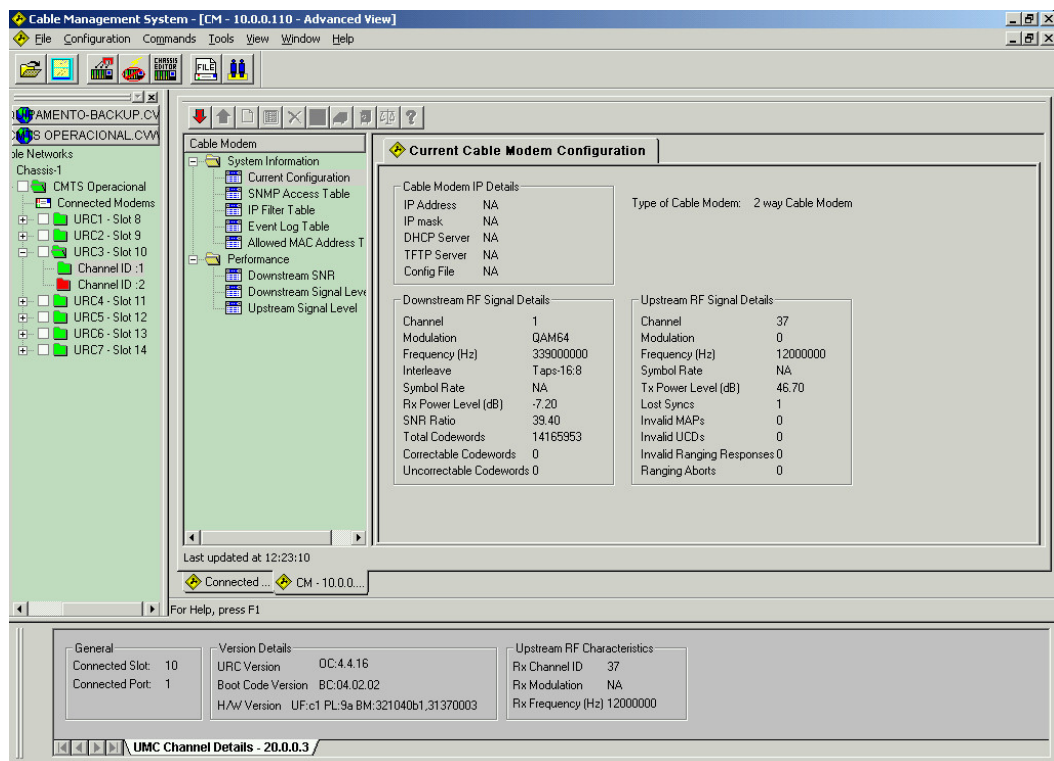 Cable Management System - [CM - 10.0.0.110 - Advanced View]
File Configuration Commands Tools View Window Help
CHASSIS EDITOR
FILE
AMENTO-BACKUP.CV
S OPERACIONAL.CVW
ble Networks
Chassis-1
CMTS Operacional
Connected Modems
URC1 - Slot 8
URC2 - Slot 9
URC3 - Slot 10
Channel ID :1
Channel ID :2
URC4 - Slot 11
URC5 - Slot 12
URC6 - Slot 13
URC7 - Slot 14
Cable Modem
System Information
Current Configuration
SNMP Access Table
IP Filter Table
Event Log Table
Allowed MAC Address T
Performance
Downstream SNR
Downstream Signal Leve
Upstream Signal Level
Last updated at 12:23:10
Current Cable Modem Configuration
Cable Modem IP Details
IP Address NA
IP mask NA
DHCP Server NA
TFTP Server NA
Config File NA
Type of Cable Modem: 2 way Cable Modem
Downstream RF Signal Details
Channel 1
Modulation QAM64
Frequency (Hz) 339000000
Interleave Taps-16:8
Symbol Rate NA
Rx Power Level (dB) -7.20
SNR Ratio 39.40
Total Codewords 14165953
Correctable Codewords 0
Uncorrectable Codewords 0
Upstream RF Signal Details
Channel 37
Modulation 0
Frequency (Hz) 12000000
Symbol Rate NA
Tx Power Level (dB) 46.70
Lost Syncs 1
Invalid MAPs 0
Invalid UCDs 0
Invalid Ranging Responses 0
Ranging Aborts 0
Connected ... CM - 10.0.0....
For Help, press F1
General
Connected Slot: 10
Connected Port: 1
Version Details
URC Version OC:4.4.16
Boot Code Version BC:04.02.02
H/W Version UF:c1 PL:9a BM:321040b1,31370003
Upstream RF Characteristics
Rx Channel ID 37
Rx Modulation NA
Rx Frequency (Hz) 12000000
UMC Channel Details - 20.0.0.3